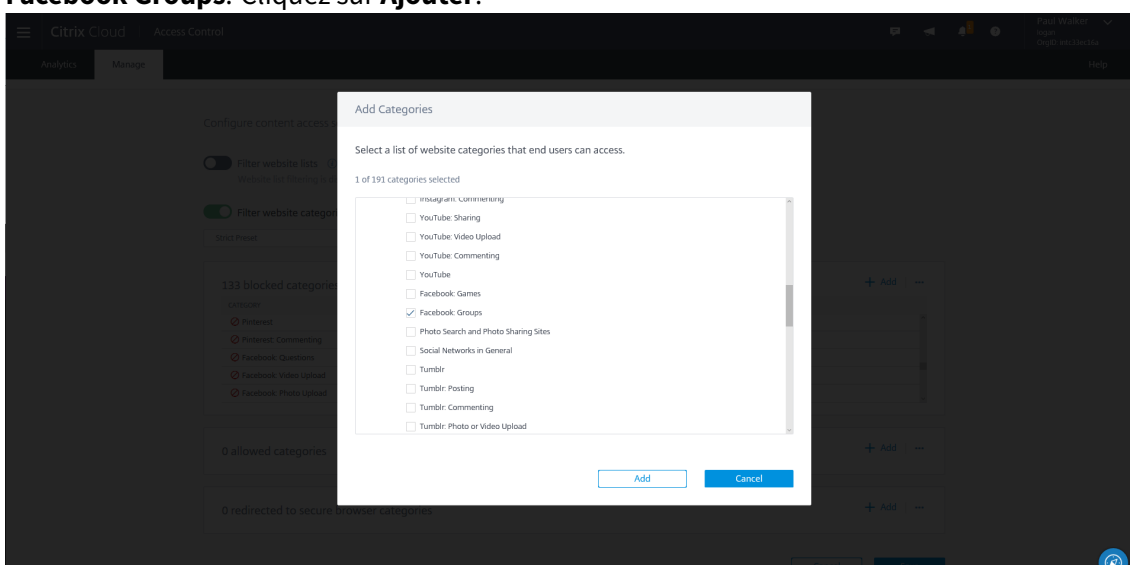 Facebook Groups. Cliquez sur Ajouter.
Citrix Cloud Access Control
Paul Walker
Analytics Manage Help
Add Categories
Configure content access s
Select a list of website categories that end users can access.
Filter website lists
1 of 191 categories selected
Instagram: Commenting
Filter website categori
YouTube: Sharing
YouTube: Video Upload
Strict Preset
YouTube: Commenting
YouTube
133 blocked categories
+ Add
Facebook: Games
CATEGORY
Facebook: Groups
Pinterest
Photo Search and Photo Sharing Sites
Pinterest: Commenting
Social Networks in General
Facebook: Questions
Tumblr
Facebook: Video Upload
Tumblr: Posting
Facebook: Photo Upload
Tumblr: Commenting
Tumblr: Photo or Video Upload
0 allowed categories
+ Add
Add
Cancel
0 redirected to secure browser categories
+ Add